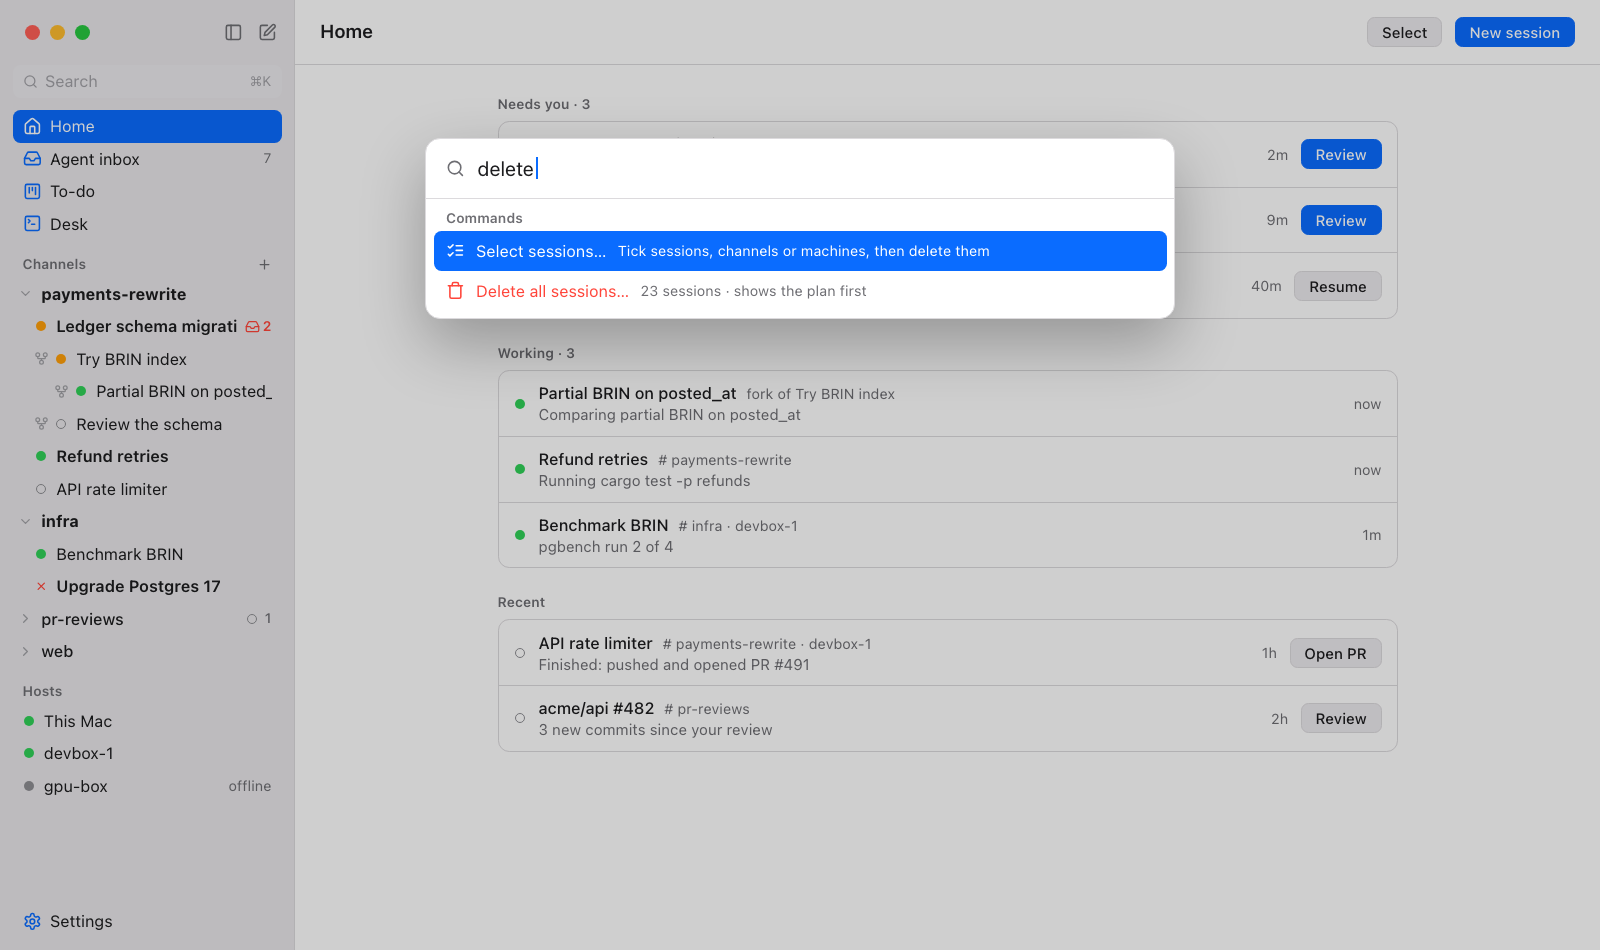 Search ⌘K
Home
Agent inbox 7
To-do
Desk
Channels
payments-rewrite
Ledger schema migrati 2
Try BRIN index
Partial BRIN on posted_
Review the schema
Refund retries
API rate limiter
infra
Benchmark BRIN
Upgrade Postgres 17
pr-reviews 1
web
Hosts
This Mac
devbox-1
gpu-box offline
Settings
Home Select New session
Needs you · 3
2m Review
9m Review
40m Resume
delete
Commands
Select sessions... Tick sessions, channels or machines, then delete them
Delete all sessions... 23 sessions · shows the plan first
Working · 3
Partial BRIN on posted_at fork of Try BRIN index
Comparing partial BRIN on posted_at
now
Refund retries # payments-rewrite
Running cargo test -p refunds
now
Benchmark BRIN # infra · devbox-1
pgbench run 2 of 4
1m
Recent
API rate limiter # payments-rewrite · devbox-1
Finished: pushed and opened PR #491
1h Open PR
acme/api #482 # pr-reviews
3 new commits since your review
2h Review